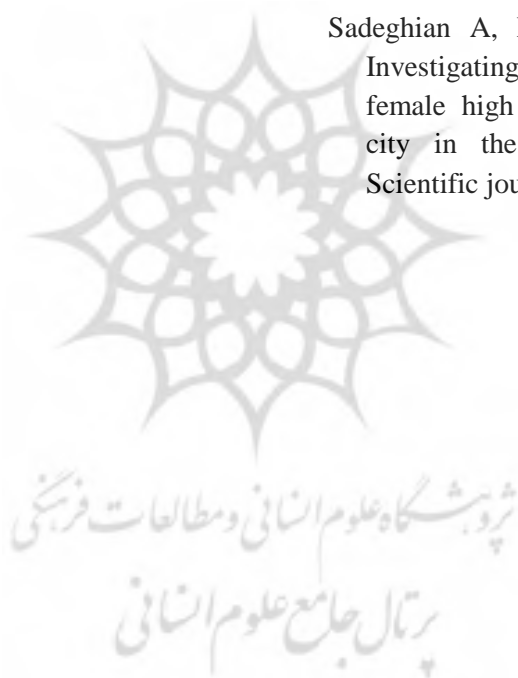 Sadeghian A,
Investigating
female high
city in the
Scientific jou
پژوهشگاه علوم انسانی و مطالعات فرهنگی
پرتال جامع علوم انسانی